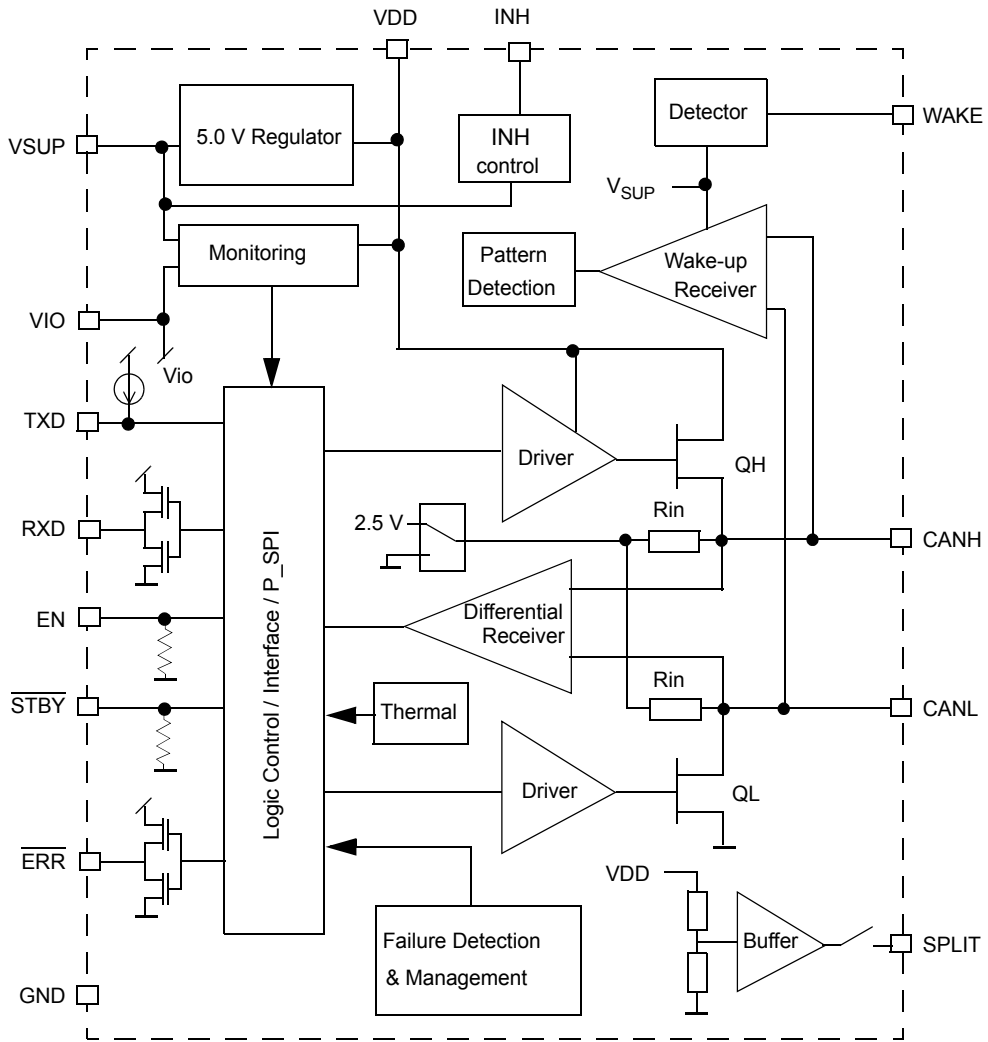 VDD
INH
VSUP
5.0 V Regulator
INH
control
Detector
WAKE
VSUP
Monitoring
Pattern
Detection
Wake-up
Receiver
VIO
Vio
TXD
Driver
QH
RXD
2.5 V
Rin
CANH
EN
Differential
Receiver
Rin
STBY
Thermal
CANL
Logic Control / Interface / P_SPI
Driver
QL
ERR
VDD
Failure Detection
& Management
Buffer
SPLIT
GND